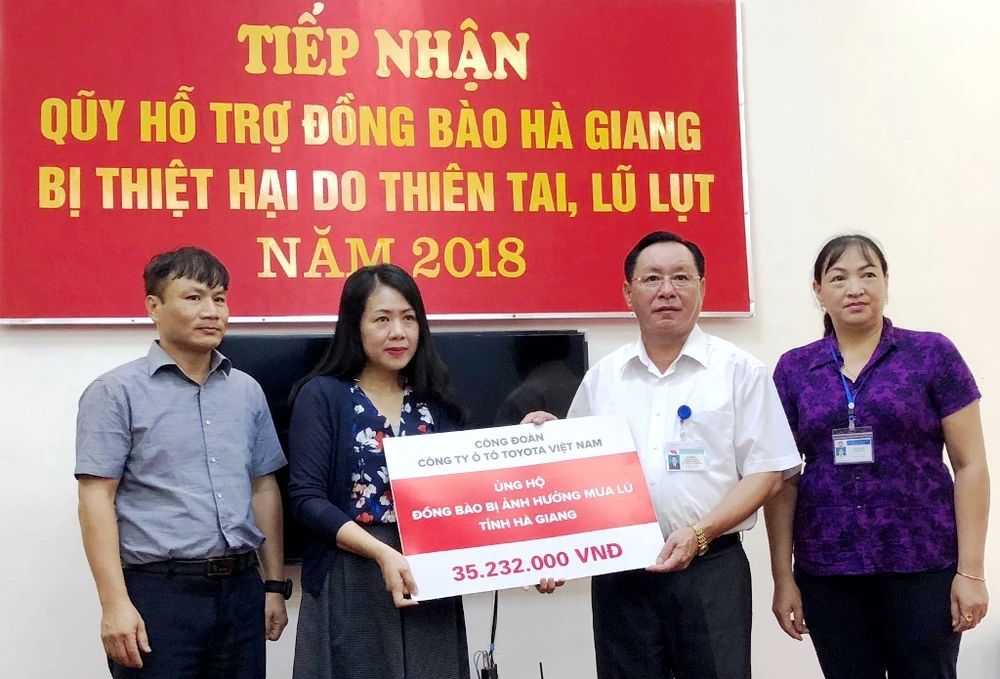 TIẾP NHẬN
QŨY HỖ TRỢ ĐỒNG BÀO HÀ GIANG
BỊ THIỆT HẠI DO THIÊN TAI, LŨ LỤT
NĂM 2018
CÔNG ĐOÀN
CÔNG TY Ô TÔ TOYOTA VIỆT NAM
ỦNG HỘ
ĐỒNG BÀO BỊ ẢNH HƯỞNG MƯA LŨ
TỈNH HÀ GIANG
35.232.000 VNĐ